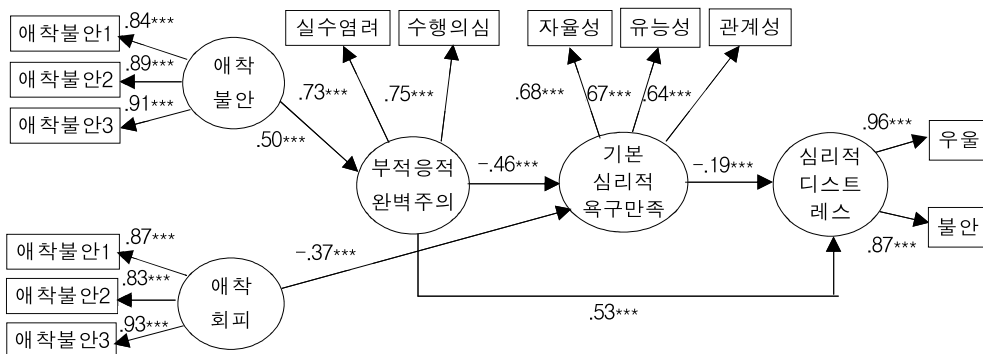 애착불안1
.84***
애착불안2
.89***
애착불안3
.91***
애착
불안
실수염려
수행의심
자율성
유능성
관계성
.73***
.75***
.68***
.67***
.64***
.50***
부적응적
완벽주의
-.46***
기본
심리적
욕구만족
-.19***
심리적
디스트
레스
.96***
우울
불안
.87***
애착불안1
.87***
애착불안2
.83***
애착불안3
.93***
애착
회피
-.37***
.53***